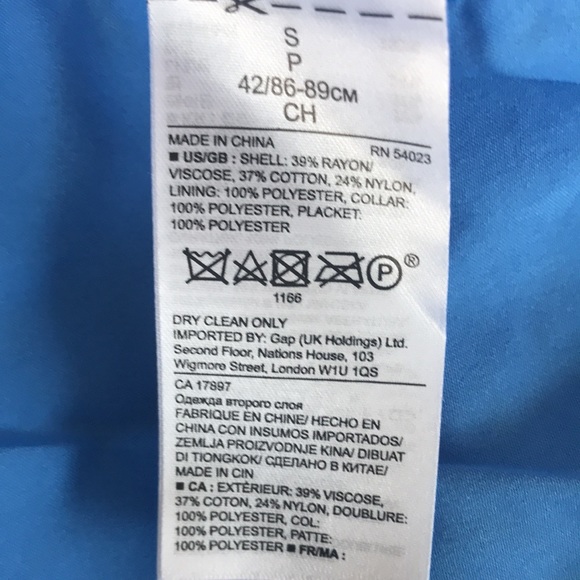 S
P
42/86-89см
CH
MADE IN CHINA
RN 54023
■ US/GB : SHELL: 39% RAYON/
VISCOSE, 37% COTTON, 24% NYLON,
LINING: 100% POLYESTER, COLLAR:
100% POLYESTER, PLACKET:
100% POLYESTER
P ®
1166
DRY CLEAN ONLY
IMPORTED BY: Gap (UK Holdings) Ltd.
Second Floor, Nations House, 103
Wigmore Street, London W1U 1QS
CA 17897
Одежда второго слоя
FABRIQUE EN CHINE/ HECHO EN
CHINA CON INSUMOS IMPORTADOS/
ZEMLJA PROIZVODNJE KINA/ DIBUAT
DI TIONGKOK/ СДЕЛАНО В КИТАЕ/
MADE IN CIN
■ CA : EXTÉRIEUR: 39% VISCOSE,
37% COTON, 24% NYLON, DOUBLURE:
100% POLYESTER, COL:
100% POLYESTER, PATTE:
100% POLYESTER ■ FR/MA :